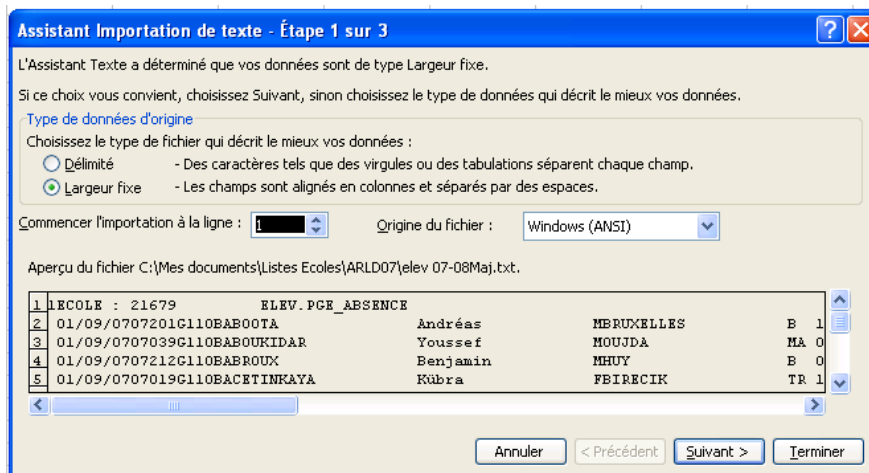 Assistant Importation de texte - Étape 1 sur 3
L'Assistant Texte a déterminé que vos données sont de type Largeur fixe.
Si ce choix vous convient, choisissez Suivant, sinon choisissez le type de données qui décrit le mieux vos données.
Type de données d'origine
Choisissez le type de fichier qui décrit le mieux vos données :
Délimité - Des caractères tels que des virgules ou des tabulations séparent chaque champ.
Largeur fixe - Les champs sont alignés en colonnes et séparés par des espaces.
Commencer l'importation à la ligne : 1 Origine du fichier : Windows (ANSI)
Aperçu du fichier C:\Mes documents\Listes Ecoles\ARLD07\elev 07-08Maj.txt.
1 1ECOLE : 21679 ELEV.PGE_ABSENCE
2 01/09/0707201G110BABOOTA Andréas MBRUXELLES B 1
3 01/09/0707039G110BABOUKIDAR Youssef MOUJDA MA 0
4 01/09/0707212G110BABROUX Benjamin MHUY B 0
5 01/09/0707019G110BACETINKAYA Kübra FBIRECIK TR 1
Annuler < Précédent Suivant > Terminer